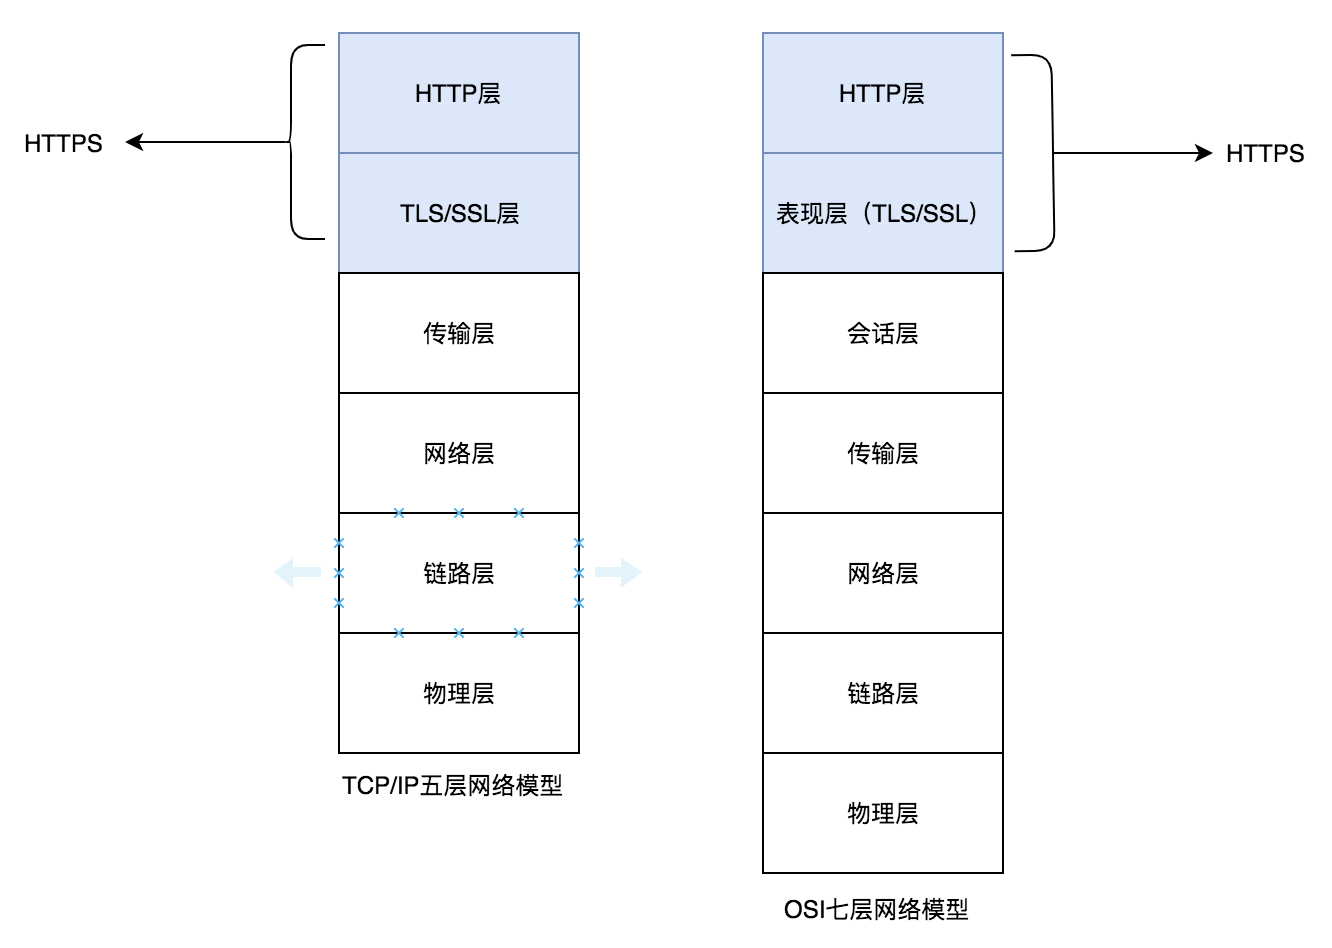 HTTPS
HTTP层
TLS/SSL层
传输层
网络层
链路层
物理层
TCP/IP五层网络模型
HTTP层
表现层（TLS/SSL）
会话层
传输层
网络层
链路层
物理层
OSI七层网络模型
HTTPS